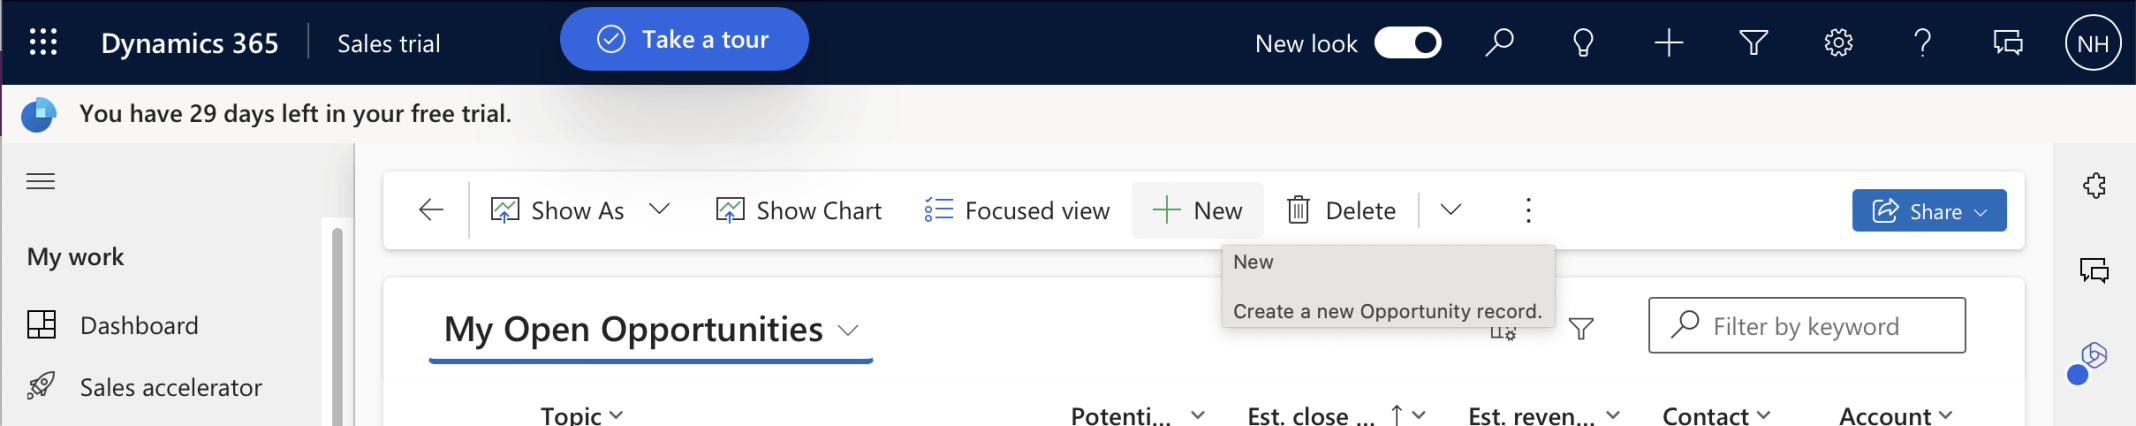 Dynamics 365
Sales trial
Take a tour
New look
NH
You have 29 days left in your free trial.
Show As
Show Chart
Focused view
New
Delete
Share
My work
New
Create a new Opportunity record.
Dashboard
My Open Opportunities
Filter by keyword
Sales accelerator
Topic
Potenti...
Est. close ...
Est. reven...
Contact
Account